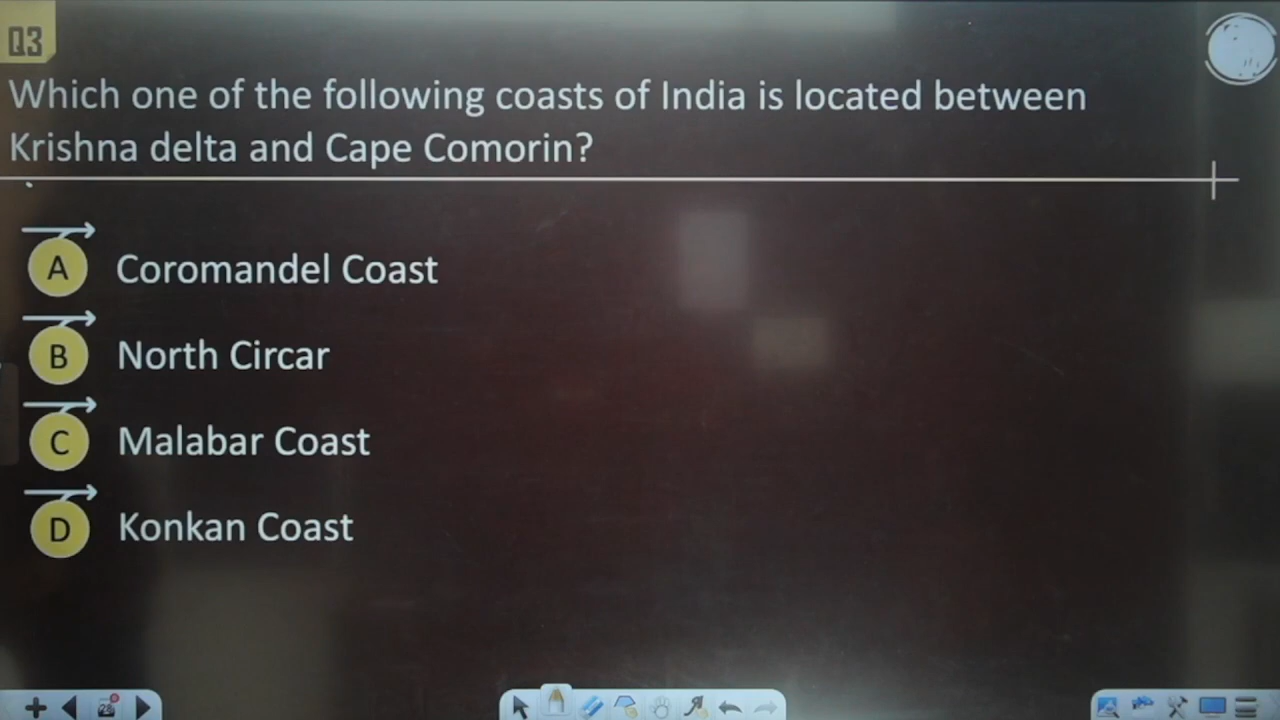 Q3
Which one of the following coasts of India is located between
Krishna delta and Cape Comorin?
A Coromandel Coast
B North Circar
C Malabar Coast
D Konkan Coast